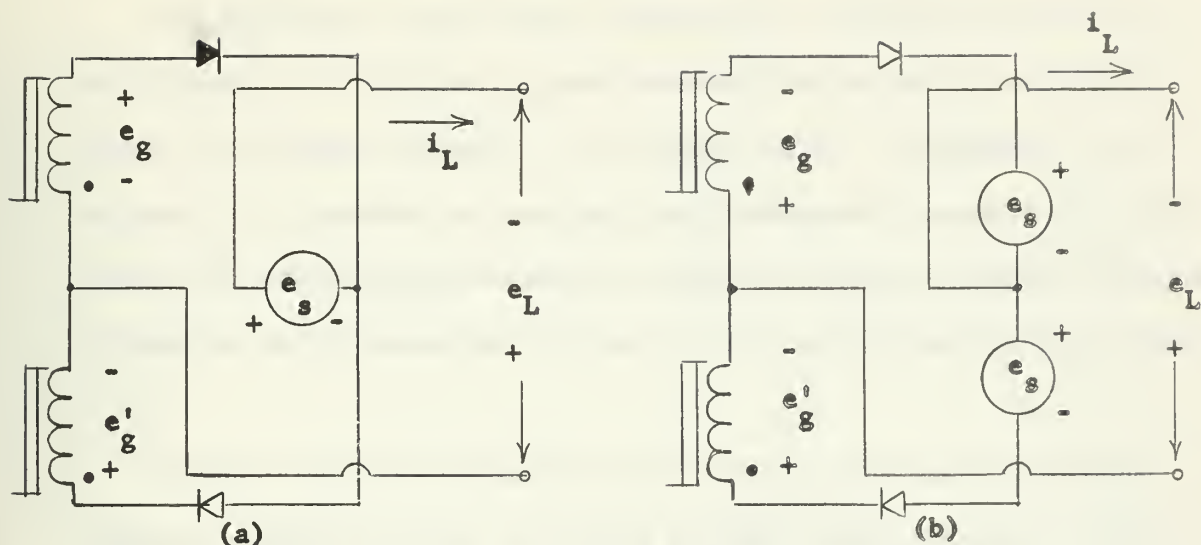 +
e_g
-
i_L
-
e_L
+
e_s
+ -
-
e'_g
+
(a)
i_L
-
e_g
+
+
e_s
-
-
e_L
+
+
e_s
-
-
e'_g
+
(b)